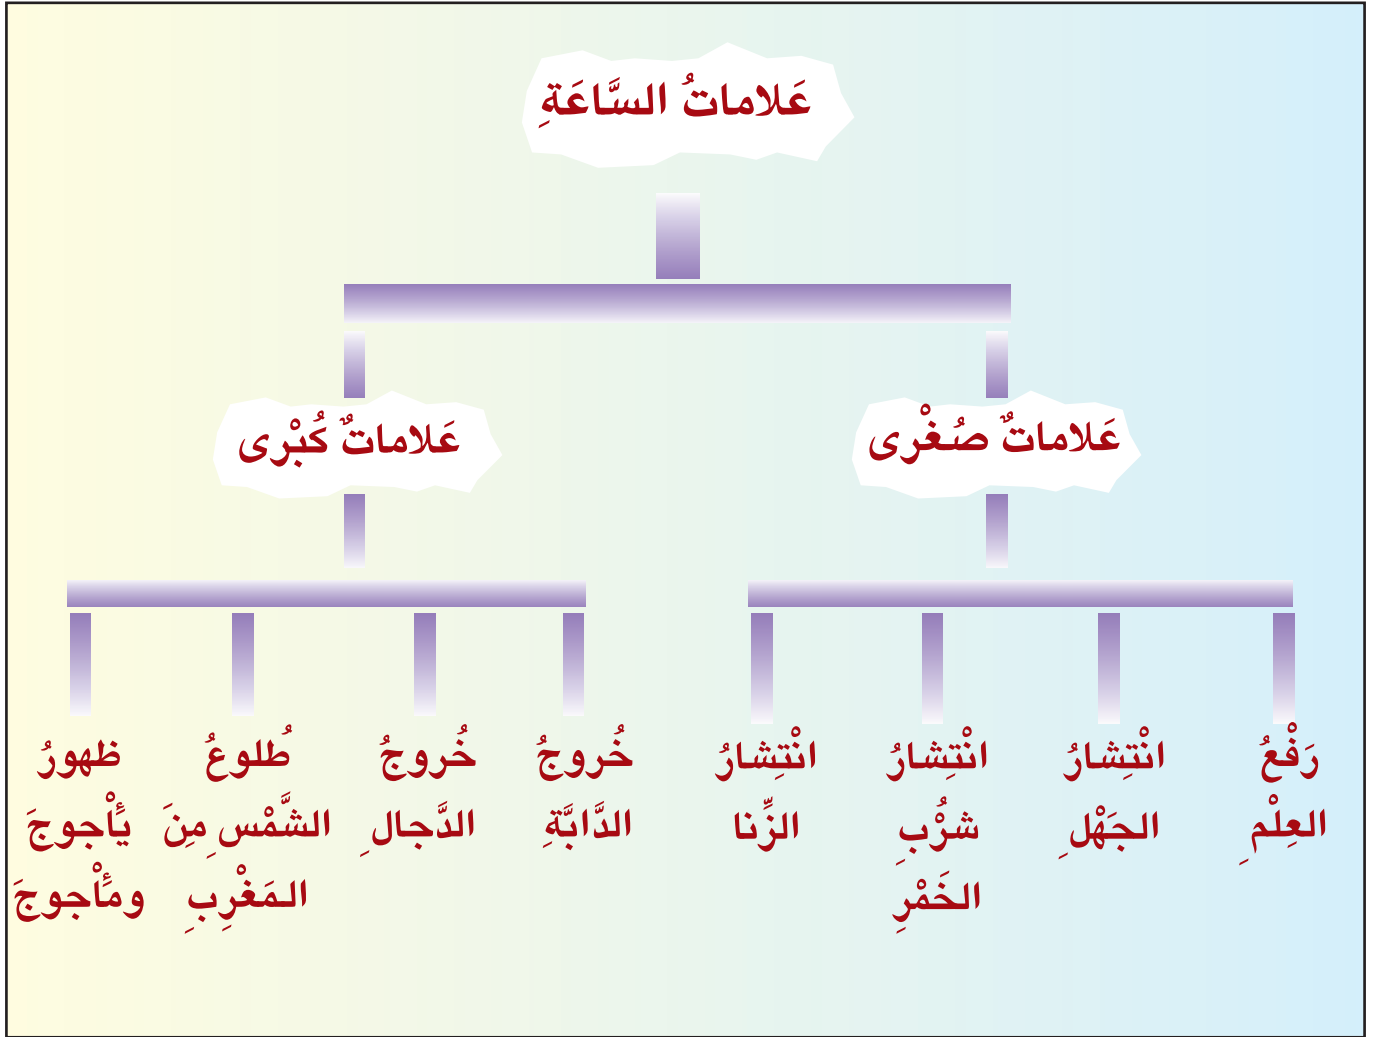 عَلاماتُ السَّاعَةِ
عَلاماتٌ صُغْرى
عَلاماتٌ كُبْرى
رَفْعُ
العِلْمِ
انْتِشارُ
الجَهْلِ
انْتِشارُ
شرُْبِ
الخَمْرِ
انْتِشارُ
الزِّنا
خُروجُ
الدَّابَّةِ
خُروجُ
الدَّجالِ
طُلوعُ
الشَّمْسِ مِنَ
المَغْرِبِ
ظهورُ
يَأْجوجَ
ومَأْجوجَ